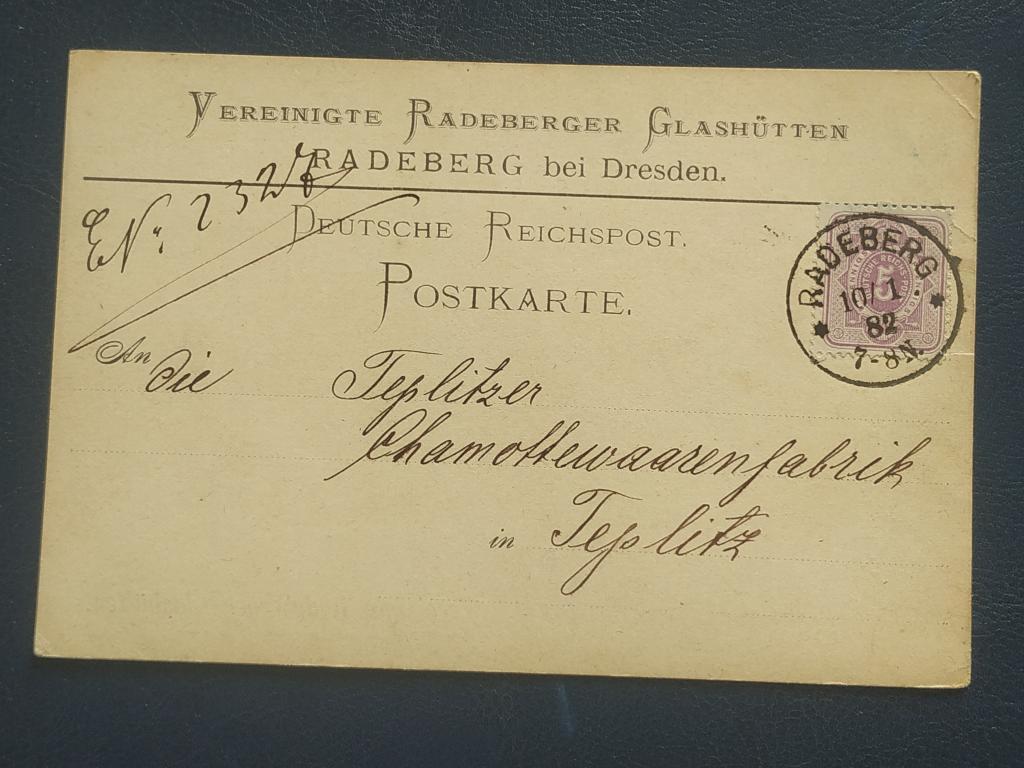 VEREINIGTE RADEBERGER GLASHÜTTEN
RADEBERG bei Dresden.
DEUTSCHE REICHSPOST.
POSTKARTE.
RADEBERG
10/1.
82
7-8N.
5
An die Teplitzer
Chamottewaarenfabrik
in Teplitz